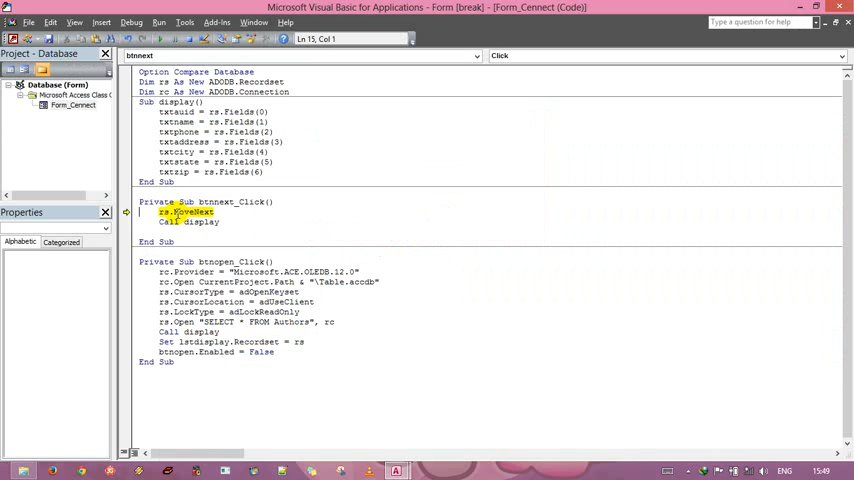 Microsoft Visual Basic for Applications - Form [break] - [Form_Cennect (Code)]
File Edit View Insert Debug Run Tools Add-Ins Window Help
Type a question for help
Ln 15, Col 1
Project - Database
btnnext
Click
Database (Form)
Microsoft Access Class O
Form_Cennect
Properties
Alphabetic Categorized
Option Compare Database
Dim rs As New ADODB.Recordset
Dim rc As New ADODB.Connection
Sub display()
txtauid = rs.Fields(0)
txtname = rs.Fields(1)
txtphone = rs.Fields(2)
txtaddress = rs.Fields(3)
txtcity = rs.Fields(4)
txtstate = rs.Fields(5)
txtzip = rs.Fields(6)
End Sub
Private Sub btnnext_Click()
rs.MoveNext
Call display
End Sub
Private Sub btnopen_Click()
rc.Provider = "Microsoft.ACE.OLEDB.12.0"
rc.Open CurrentProject.Path & "\Table.accdb"
rs.CursorType = adOpenKeyset
rs.CursorLocation = adUseClient
rs.LockType = adLockReadOnly
rs.Open "SELECT * FROM Authors", rc
Call display
Set lstdisplay.Recordset = rs
btnopen.Enabled = False
End Sub
ENG 15:49